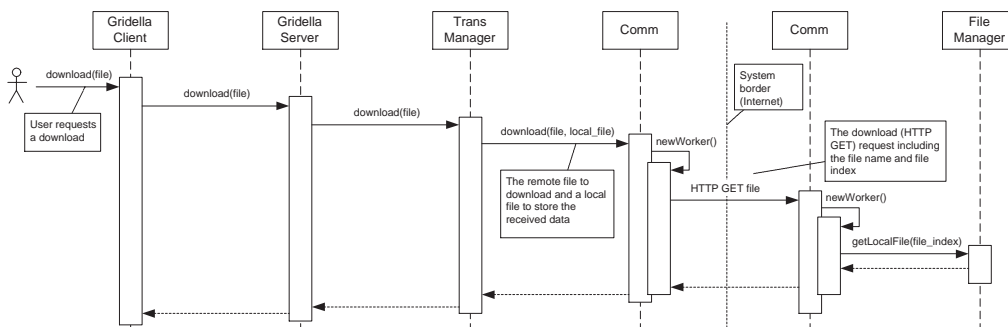 Gridella
Client
Gridella
Server
Trans
Manager
Comm
Comm
File
Manager
download(file)
User requests
a download
download(file)
download(file)
download(file, local_file)
The remote file to
download and a local
file to store the
received data
newWorker()
System
border
(Internet)
HTTP GET file
The download (HTTP
GET) request including
the file name and file
index
newWorker()
getLocalFile(file_index)